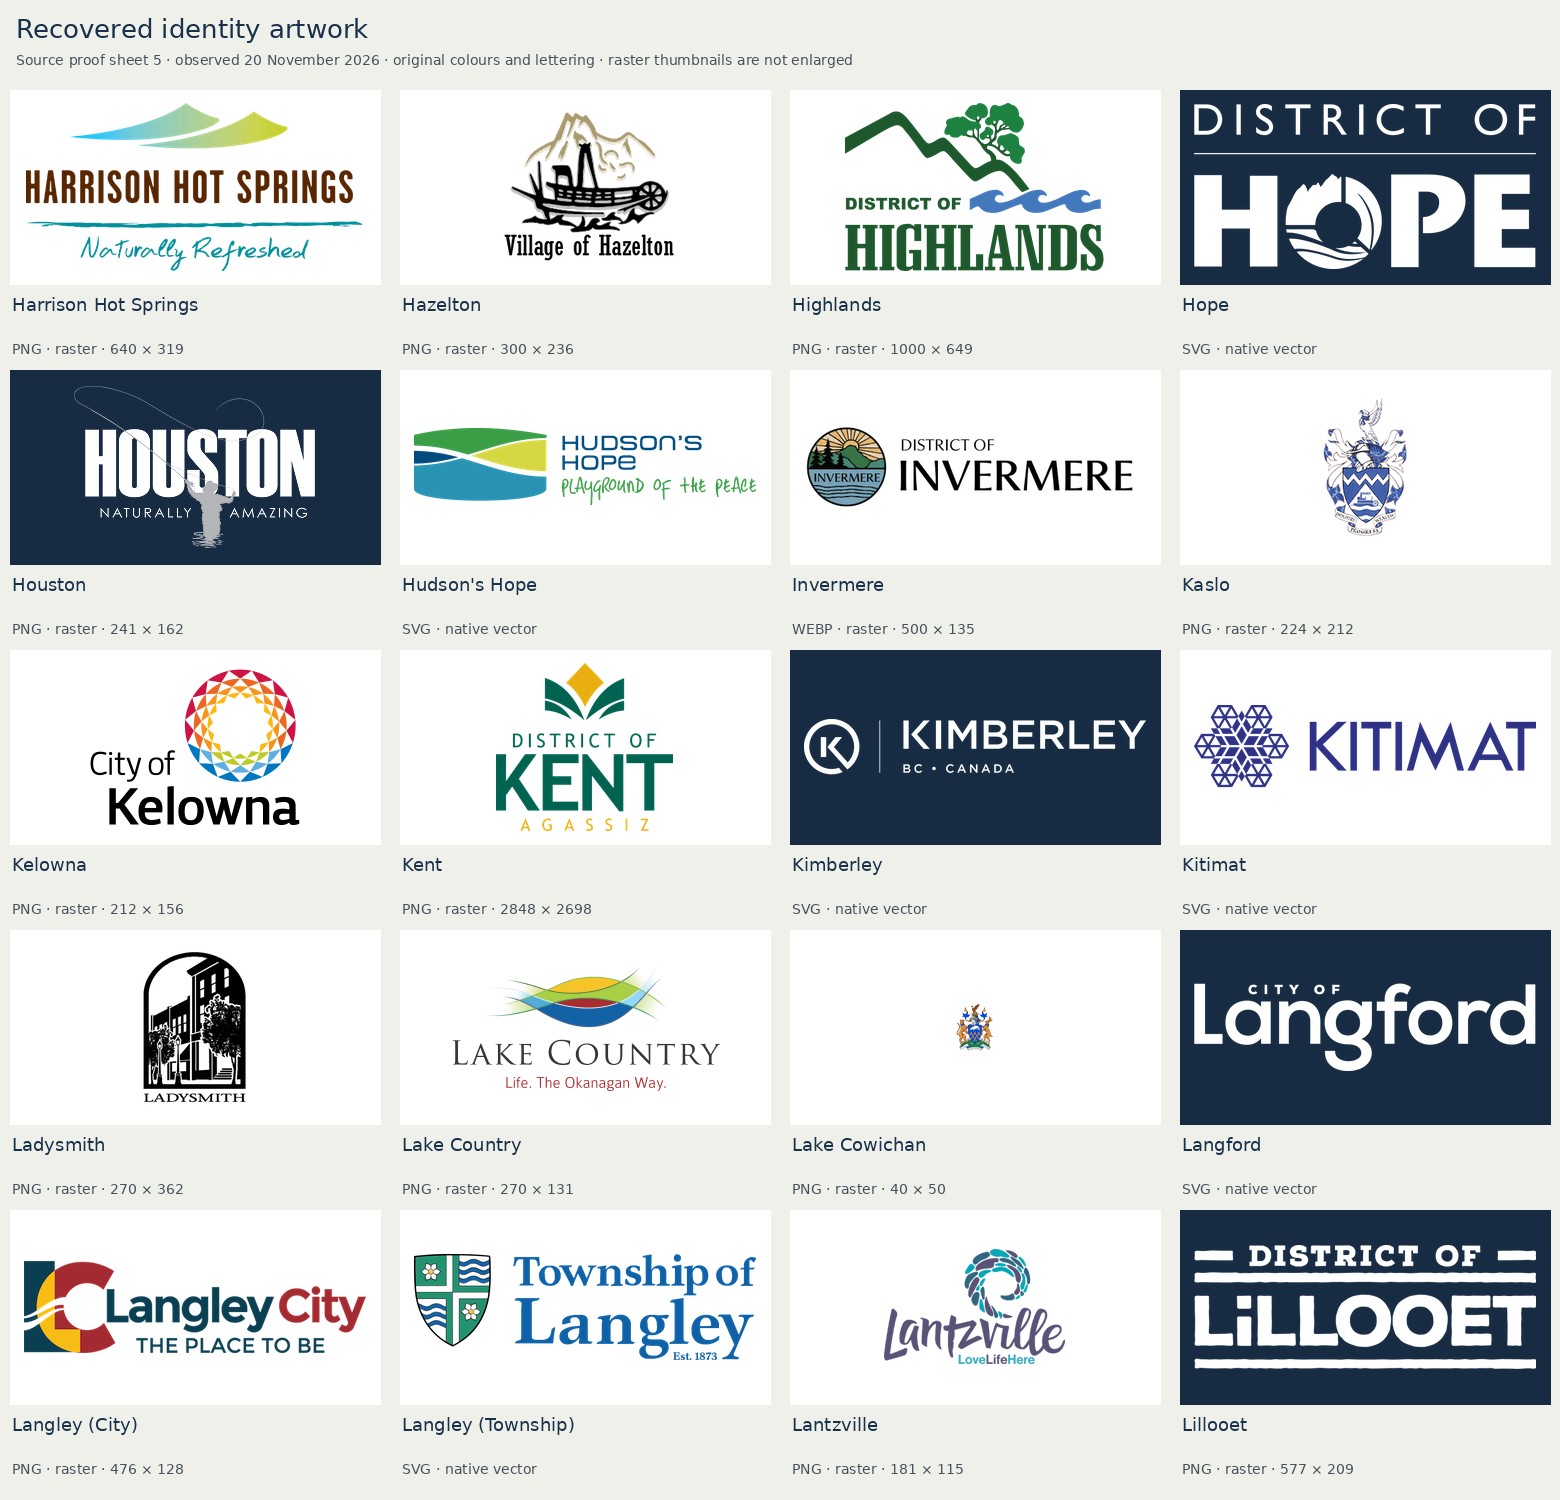 Recovered identity artwork
Source proof sheet 5 · observed 20 November 2026 · original colours and lettering · raster thumbnails are not enlarged
HARRISON HOT SPRINGS
Naturally Refreshed
Harrison Hot Springs
PNG · raster · 640 × 319
Village of Hazelton
Hazelton
PNG · raster · 300 × 236
DISTRICT OF
HIGHLANDS
Highlands
PNG · raster · 1000 × 649
DISTRICT OF
HOPE
Hope
SVG · native vector
HOUSTON
NATURALLY AMAZING
Houston
PNG · raster · 241 × 162
HUDSON'S
HOPE
PLAYGROUND OF THE PEACE
Hudson's Hope
SVG · native vector
INVERMERE
DISTRICT OF
INVERMERE
Invermere
WEBP · raster · 500 × 135
Kaslo
PNG · raster · 224 × 212
City of
Kelowna
Kelowna
PNG · raster · 212 × 156
DISTRICT OF
KENT
AGASSIZ
Kent
PNG · raster · 2848 × 2698
K
KIMBERLEY
BC • CANADA
Kimberley
SVG · native vector
KITIMAT
Kitimat
SVG · native vector
LADYSMITH
Ladysmith
PNG · raster · 270 × 362
LAKE COUNTRY
Life. The Okanagan Way.
Lake Country
PNG · raster · 270 × 131
Lake Cowichan
PNG · raster · 40 × 50
CITY OF
Langford
Langford
SVG · native vector
LC
Langley City
THE PLACE TO BE
Langley (City)
PNG · raster · 476 × 128
Township of
Langley
Est. 1873
Langley (Township)
SVG · native vector
Lantzville
LoveLifeHere
Lantzville
PNG · raster · 181 × 115
DISTRICT OF
LiLLOOET
Lillooet
PNG · raster · 577 × 209